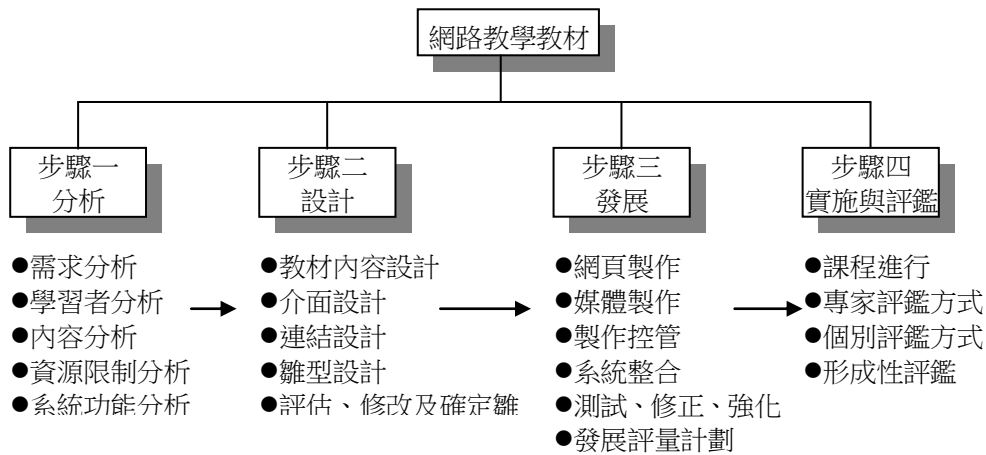 網路教學教材
步驟一
分析
●需求分析
●學習者分析
●內容分析
●資源限制分析
●系統功能分析
步驟二
設計
●教材內容設計
●介面設計
●連結設計
●雛型設計
●評估、修改及確定雛
步驟三
發展
●網頁製作
●媒體製作
●製作控管
●系統整合
●測試、修正、強化
●發展評量計劃
步驟四
實施與評鑑
●課程進行
●專家評鑑方式
●個別評鑑方式
●形成性評鑑